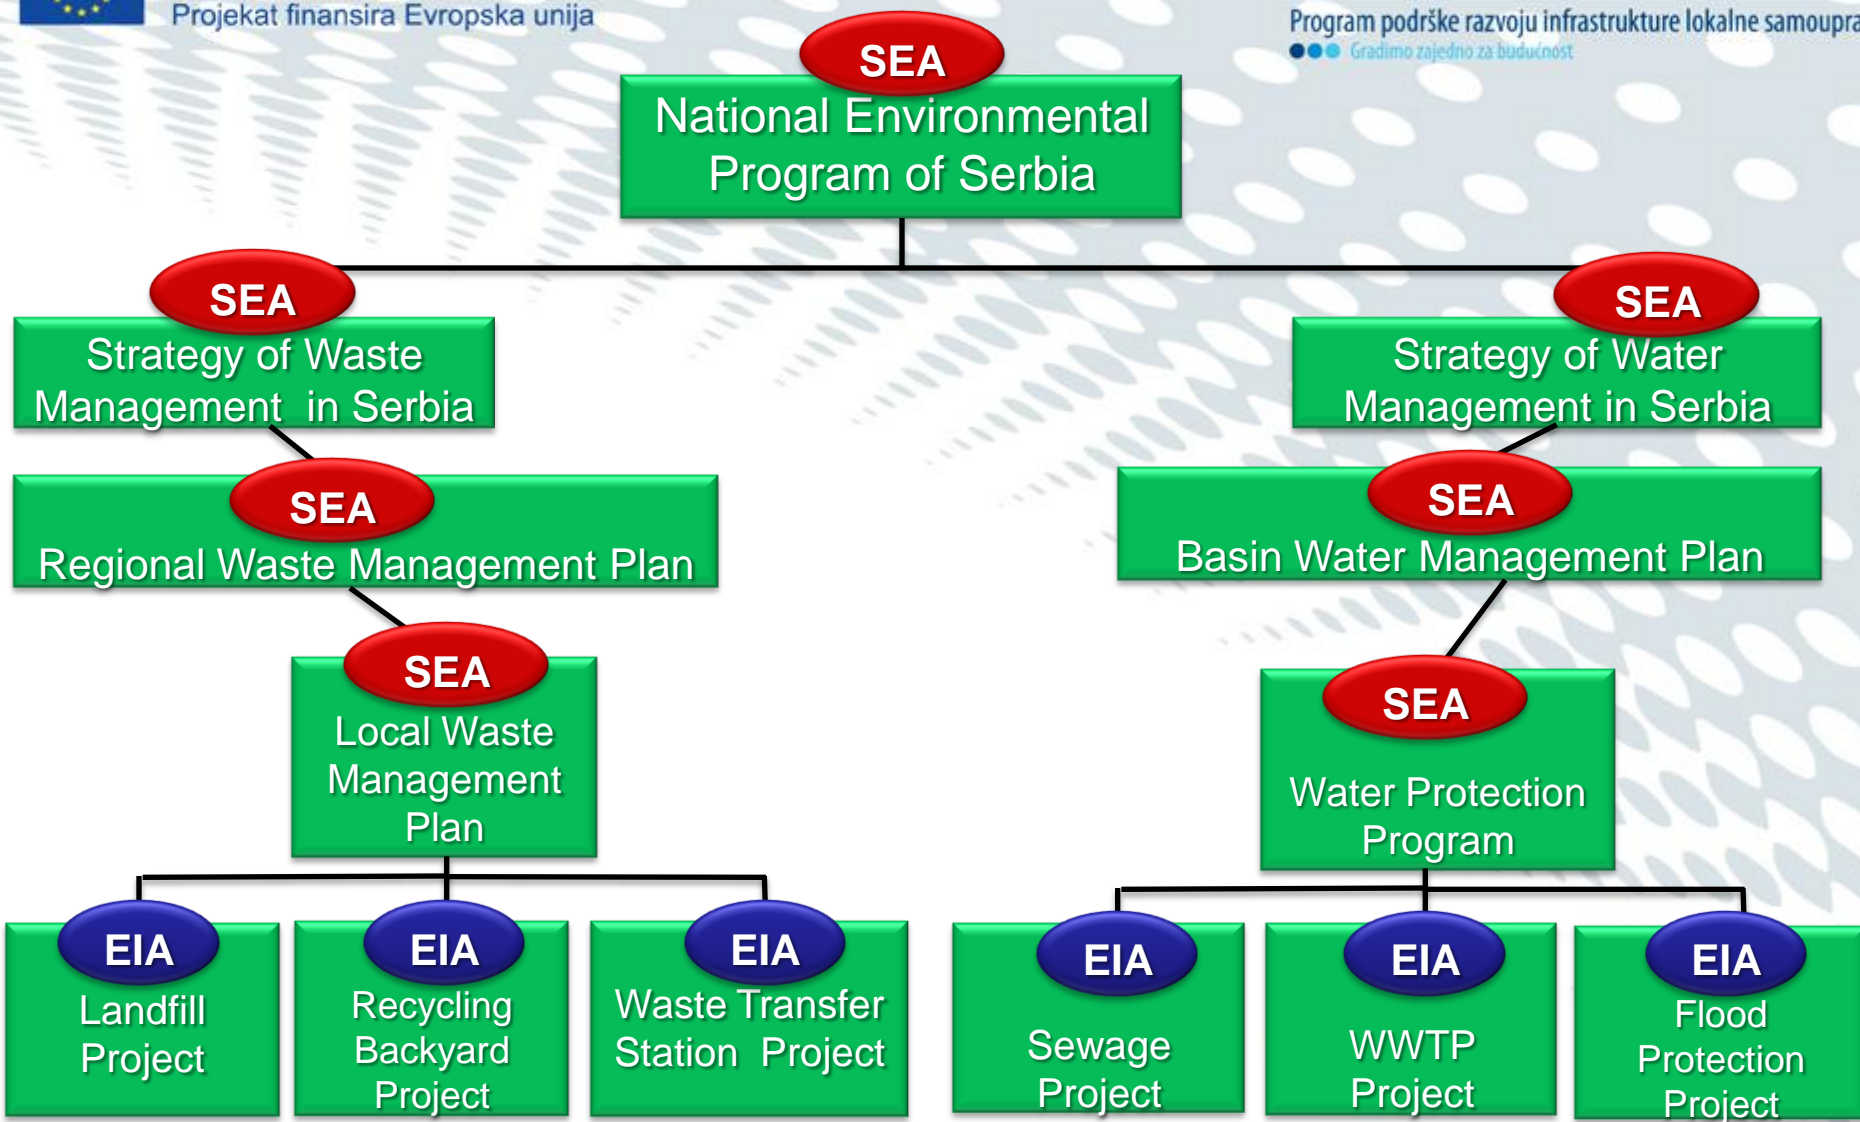 Projekat finansira Evropska unija
Program podrške razvoju infrastrukture lokalne
Gradimo zajedno za budućnost
SEA
National Environmental
Program of Serbia
SEA
Strategy of Waste
Management in Serbia
SEA
Strategy of Water
Management in Serbia
SEA
Regional Waste Management Plan
SEA
Basin Water Management Plan
SEA
Local Waste
Management
Plan
SEA
Water Protection
Program
EIA
Landfill
Project
EIA
Recycling
Backyard
Project
EIA
Waste Transfer
Station Project
EIA
Sewage
Project
EIA
WWTP
Project
EIA
Flood
Protection
Project